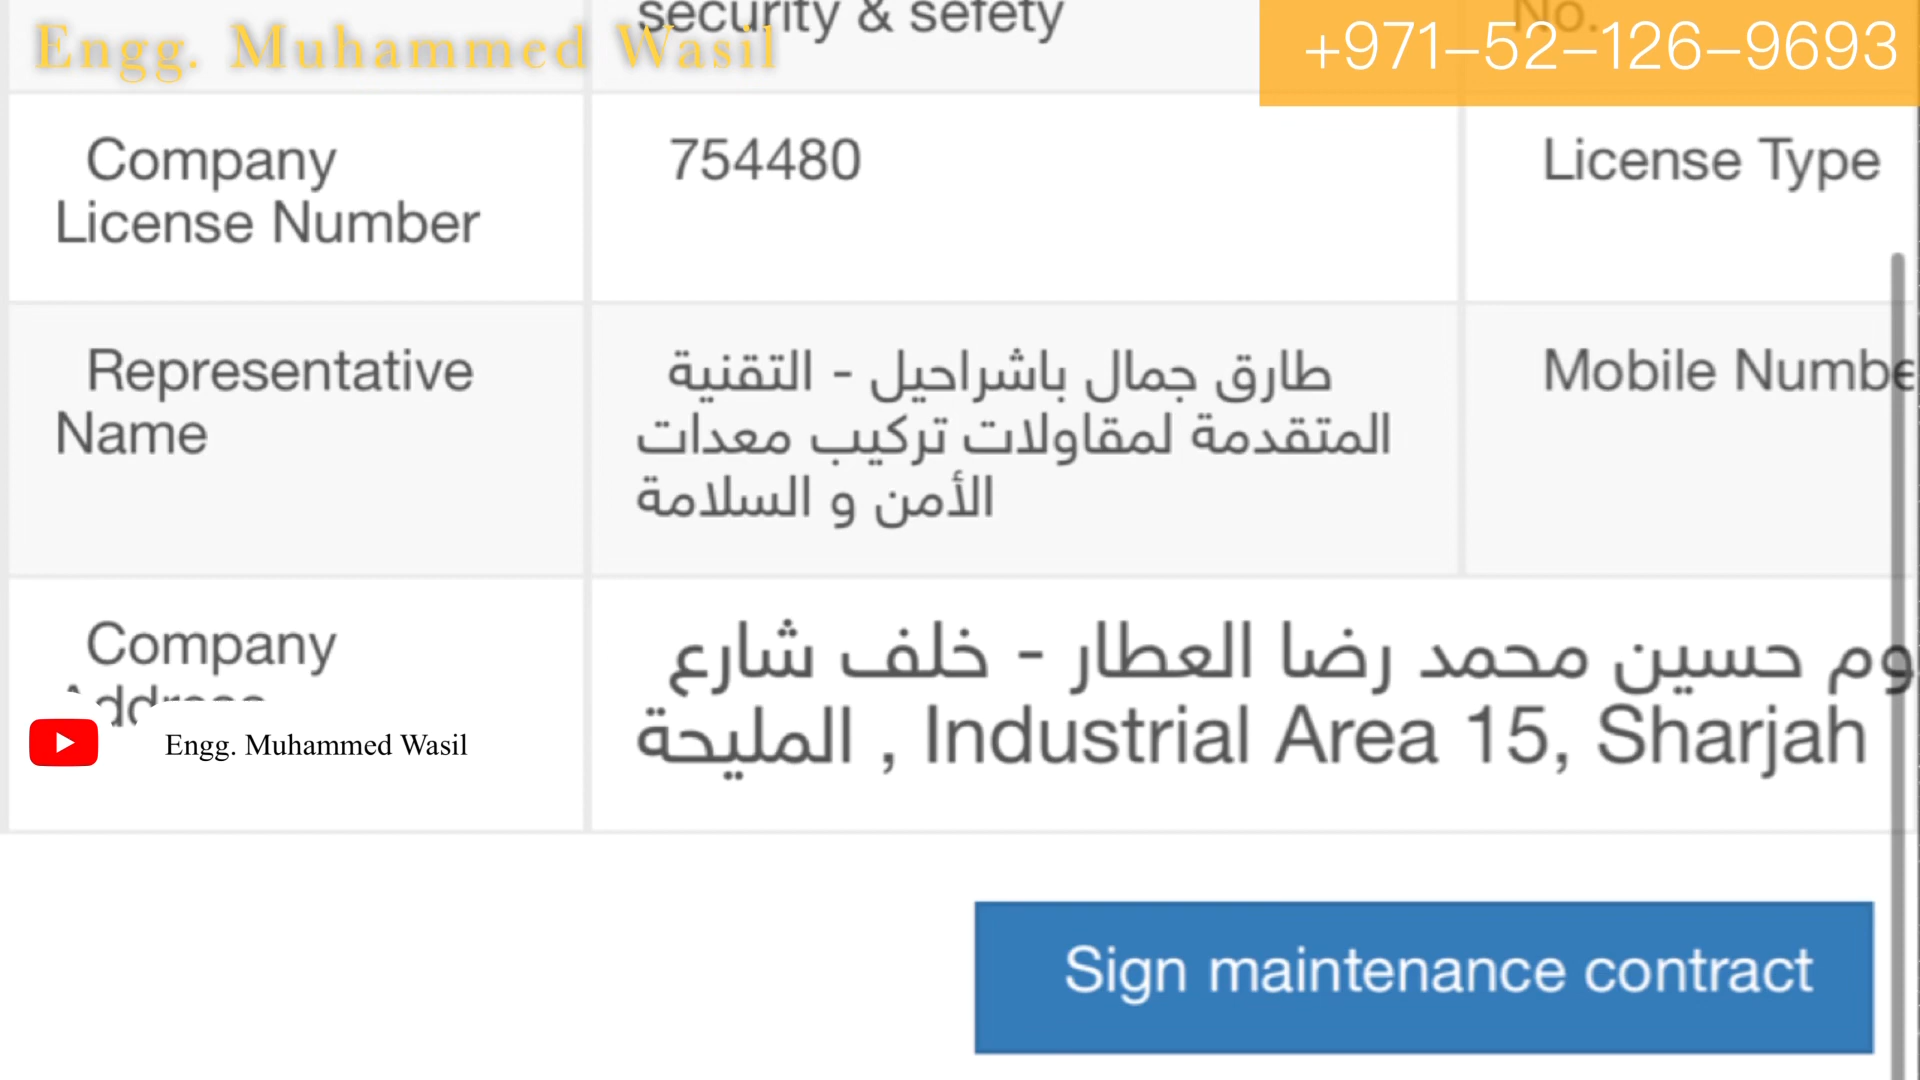 security & sefety
No.
Engg. Muhammed Wasil
+971-52-126-9693
Company
License Number
754480
License Type
Representative
Name
طارق جمال باشراحيل - التقنية
المتقدمة لمقاولات تركيب معدات
الأمن و السلامة
Mobile Numbe
Company
Address
حسين محمد رضا العطار - خلف شارع
المليحة , Industrial Area 15, Sharjah
Engg. Muhammed Wasil
Sign maintenance contract